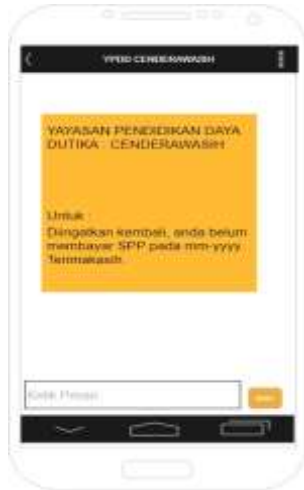 YPDD CENDERAWASIH
YAYASAN PENDIDIKAN DAYA
DUTIKA : CENDERAWASIH
Untuk :
Diingatkan kembali, anda belum
membayar SPP pada mm-yyyy
Terimakasih
Ketik Pesan